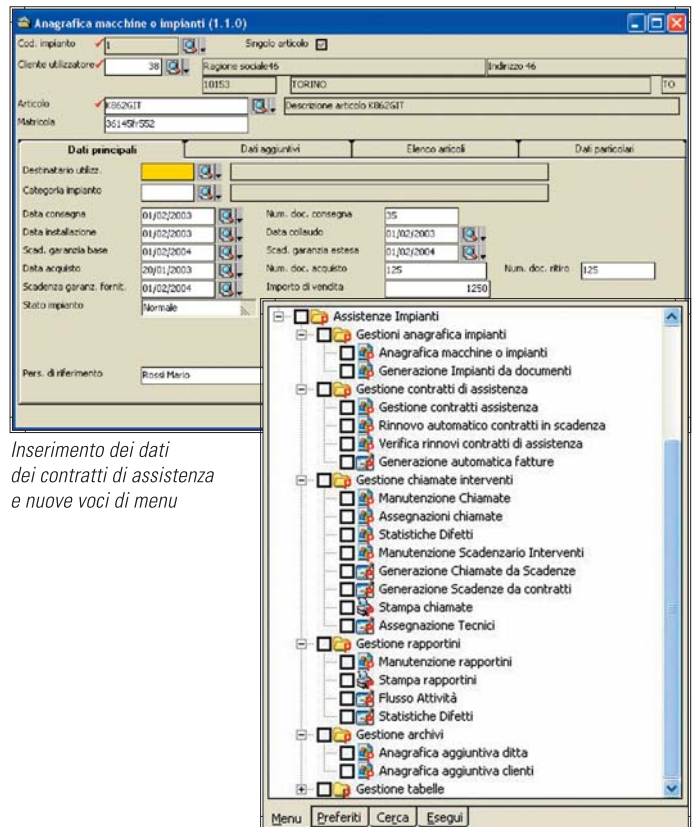 Anagrafica macchine o impianti (1.1.0)
Cod. impianto 1 Singolo articolo
Cliente utilizzatore 38 Ragione sociale46 Indirizzo 46
10153 TORINO TO
Articolo K862GIT Descrizione articolo K862GIT
Matricola 36145fr552
Dati principali Dati aggiuntivi Elenco articoli Dati particolari
Destinatario utilizz.
Categoria impianto
Data consegna 01/02/2003 Num. doc. consegna 35
Data installazione 01/02/2003 Data collaudo 01/02/2003
Scad. garanzia base 01/02/2004 Scad. garanzia estesa 01/02/2004
Data acquisto 20/01/2003 Num. doc. acquisto 125 Num. doc. ritiro 125
Scadenza garanz. fornit. 01/02/2004 Importo di vendita 1250
Stato impianto Normale
Pers. di riferimento Rossi Mario
Inserimento dei dati
dei contratti di assistenza
e nuove voci di menu
Assistenze Impianti
Gestioni anagrafica impianti
Anagrafica macchine o impianti
Generazione Impianti da documenti
Gestione contratti di assistenza
Gestione contratti assistenza
Rinnovo automatico contratti in scadenza
Verifica rinnovi contratti di assistenza
Generazione automatica fatture
Gestione chiamate interventi
Manutenzione Chiamate
Assegnazioni chiamate
Statistiche Difetti
Manutenzione Scadenzario Interventi
Generazione Chiamate da Scadenze
Generazione Scadenze da contratti
Stampa chiamate
Assegnazione Tecnici
Gestione rapportini
Manutenzione rapportini
Stampa rapportini
Flusso Attività
Statistiche Difetti
Gestione archivi
Anagrafica aggiuntiva ditta
Anagrafica aggiuntiva clienti
Gestione tabelle
Menu Preferiti Cerca Esegui